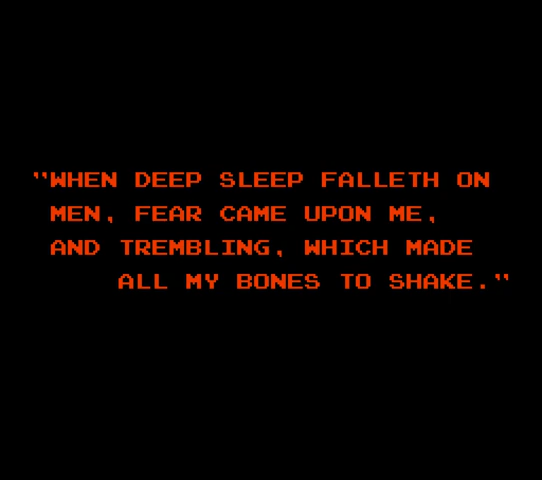 "WHEN DEEP SLEEP FALLETH ON
MEN, FEAR CAME UPON ME,
AND TREMBLING, WHICH MADE
ALL MY BONES TO SHAKE."